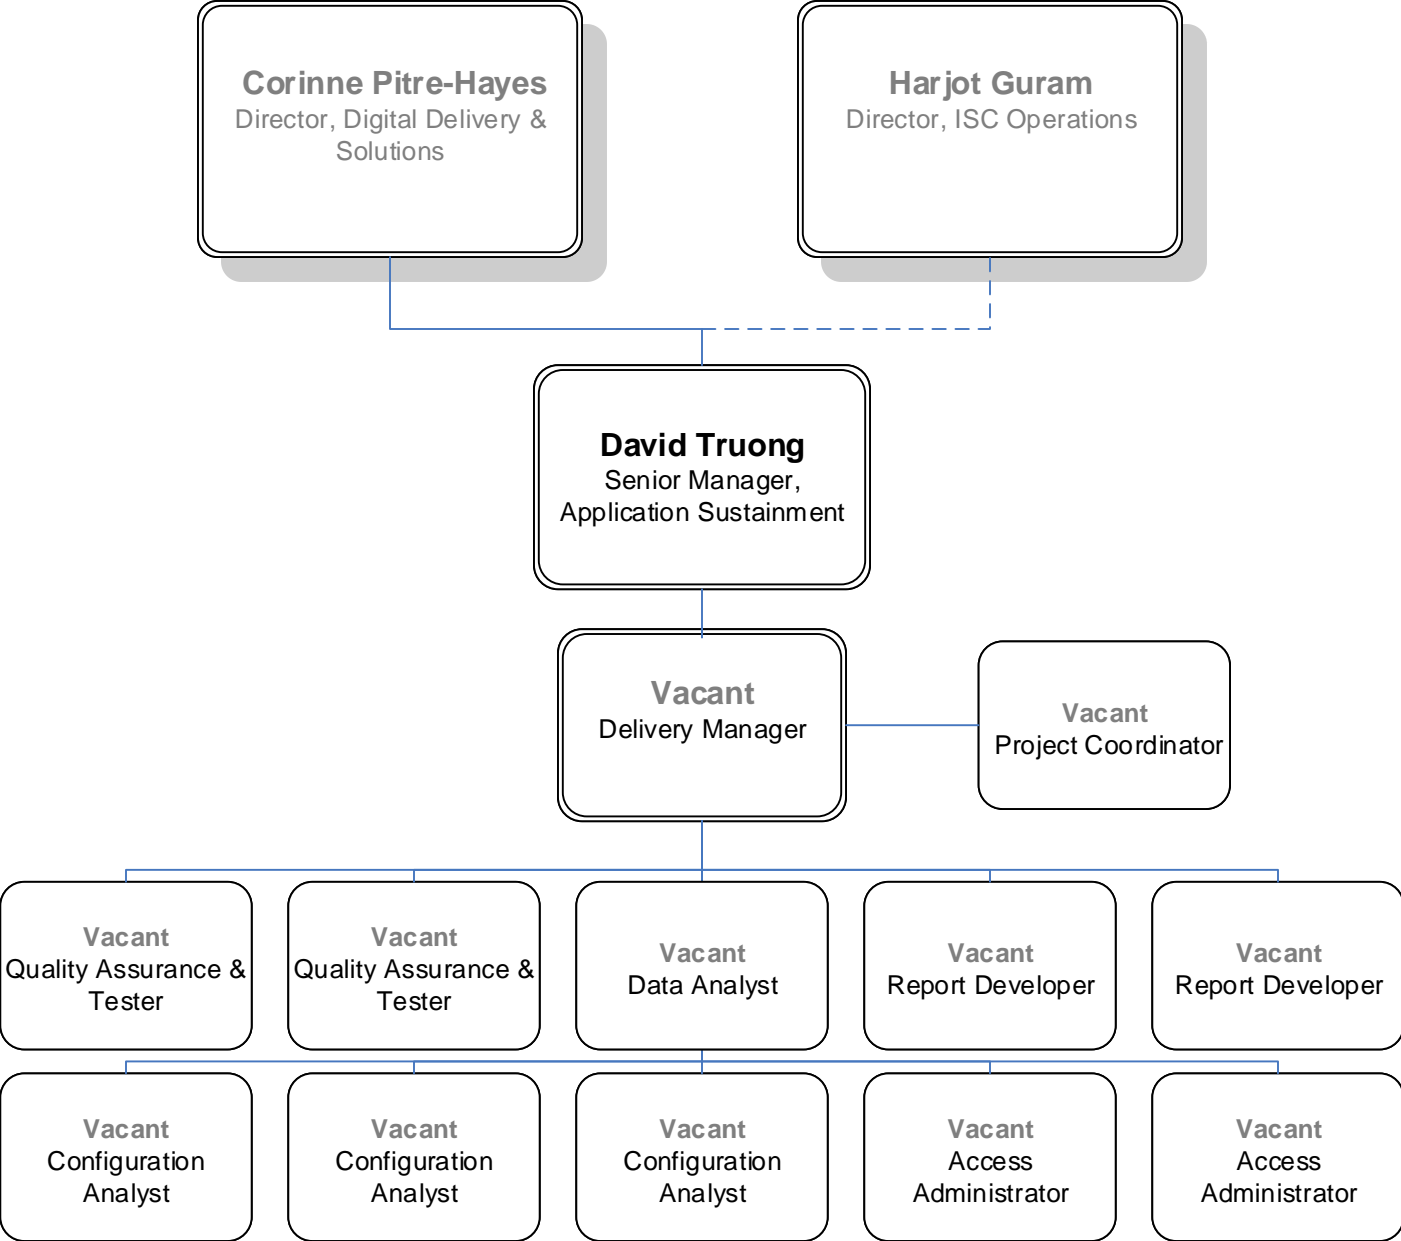 Corinne Pitre-Hayes
Director, Digital Delivery &
Solutions
Harjot Guram
Director, ISC Operations
David Truong
Senior Manager,
Application Sustainment
Vacant
Delivery Manager
Vacant
Project Coordinator
Vacant
Quality Assurance &
Tester
Vacant
Quality Assurance &
Tester
Vacant
Data Analyst
Vacant
Report Developer
Vacant
Report Developer
Vacant
Configuration
Analyst
Vacant
Configuration
Analyst
Vacant
Configuration
Analyst
Vacant
Access
Administrator
Vacant
Access
Administrator